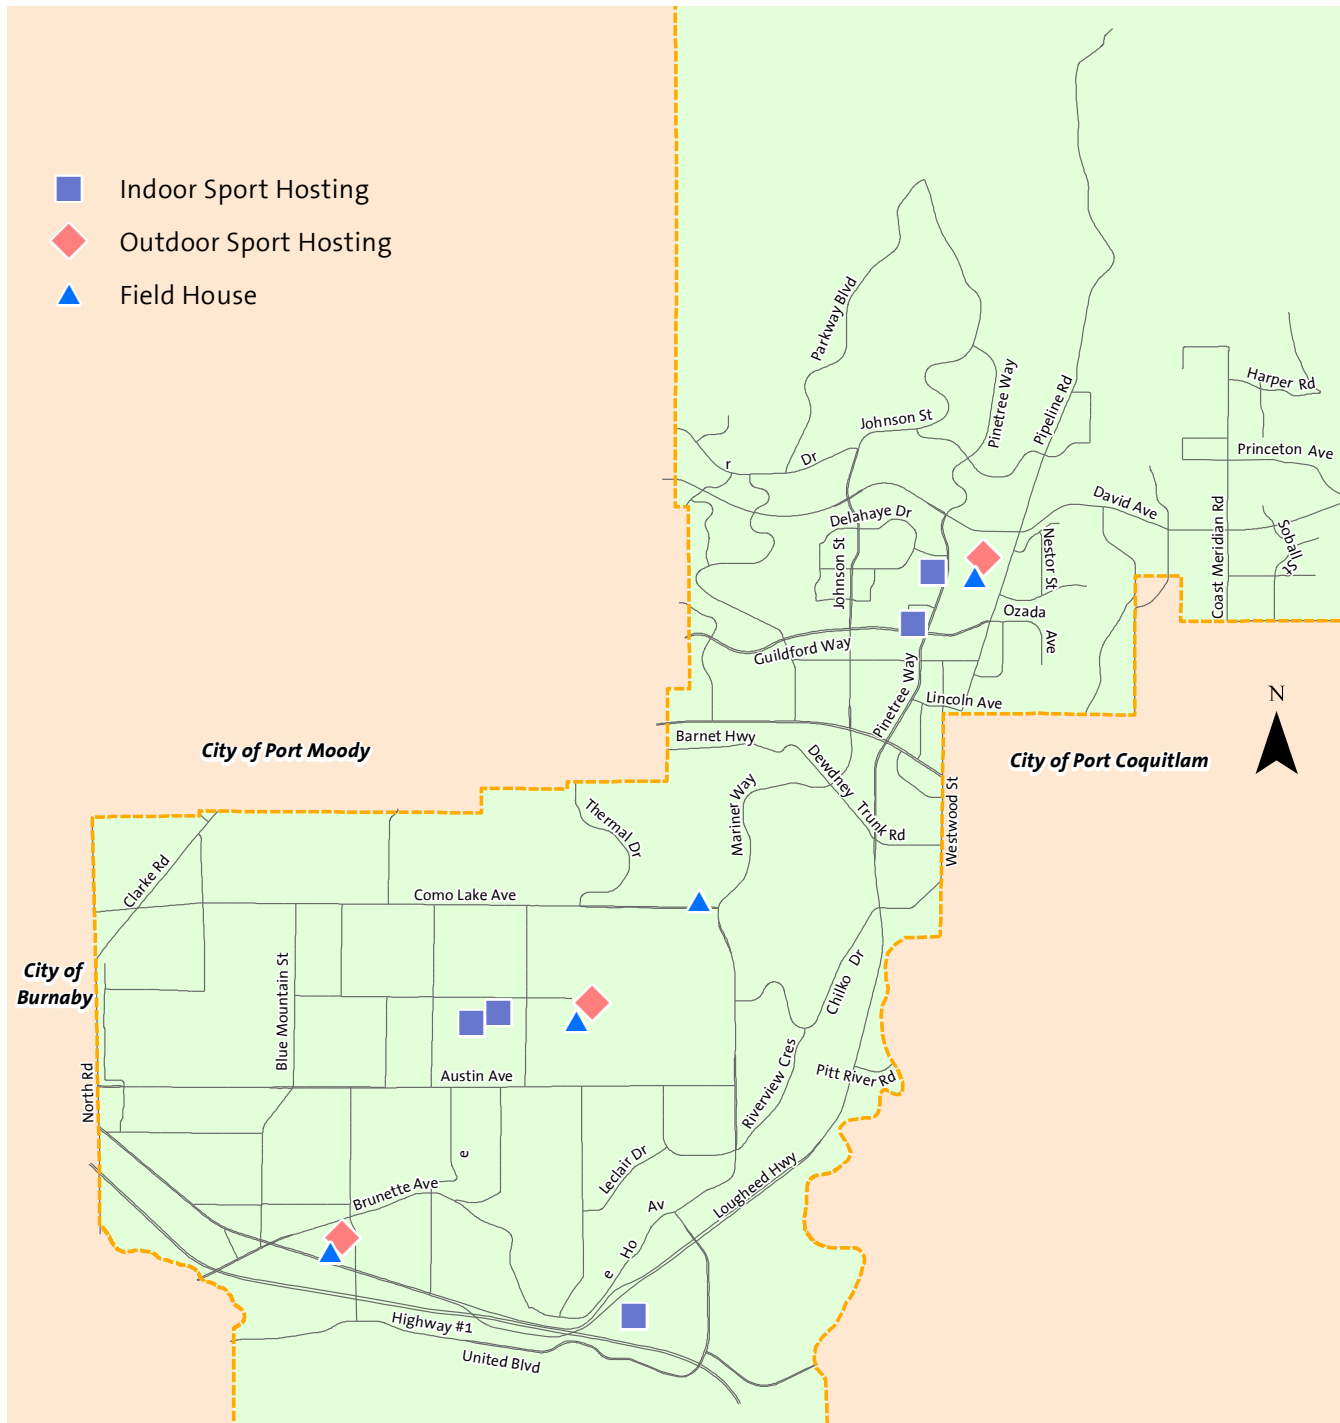 Indoor Sport Hosting
Outdoor Sport Hosting
Field House
Parkway Blvd
Pinetree Way
Pipeline Rd
Harper Rd
Johnson St
Princeton Ave
r
Dr
David Ave
Delahaye Dr
Coast Meridian Rd
Soball St
Nestor St
Johnson St
Ozada
Ave
Guildford Way
Pinetree Way
Lincoln Ave
N
Barnet Hwy
City of Port Moody
City of Port Coquitlam
Dewdney
Trunk
Rd
Westwood St
Mariner Way
Thermal Dr
Clarke Rd
Como Lake Ave
City of
Burnaby
Blue Mountain St
Chilko
Dr
North Rd
Austin Ave
Riverview Cres
Pitt River Rd
e
Leclair Dr
Lougheed Hwy
Brunette Ave
Av
Ho
e
Highway #1
United Blvd